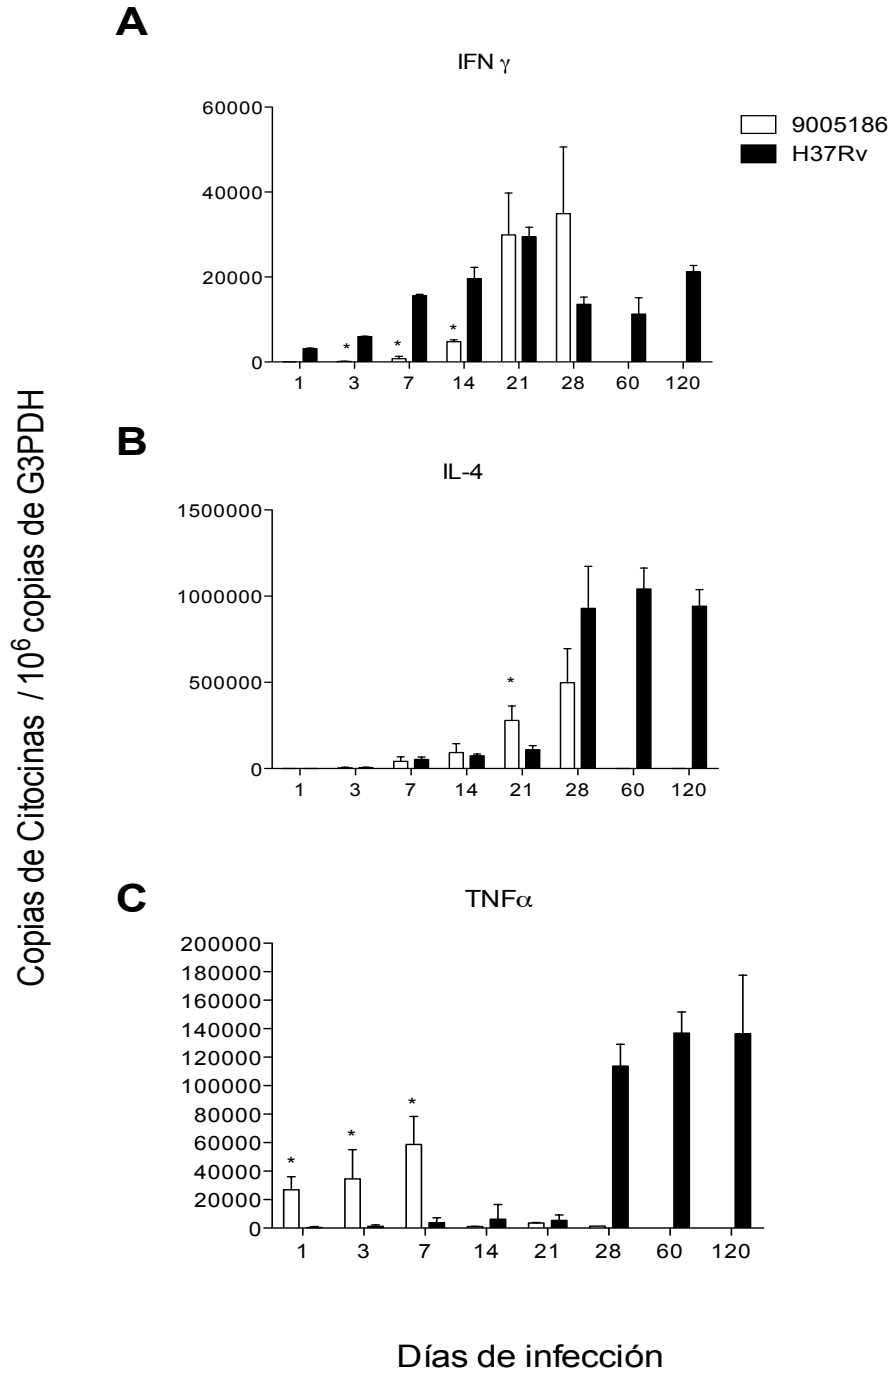 A
IFN γ
60000
40000
20000
0
1 3 7 14 21 28 60 120
* * *
9005186
H37Rv
Copias de Citocinas / 10⁶ copias de G3PDH
B
IL-4
1500000
1000000
500000
0
1 3 7 14 21 28 60 120
*
C
TNFα
200000
180000
160000
140000
120000
100000
80000
60000
40000
20000
0
1 3 7 14 21 28 60 120
* * *
Días de infección